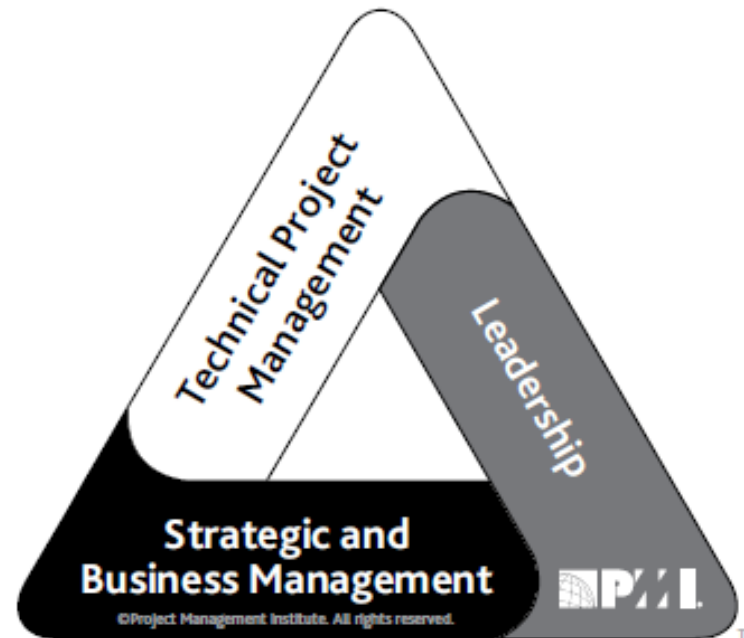 Technical Project
Management
Leadership
Strategic and
Business Management
©Project Management Institute. All rights reserved.
PMI.